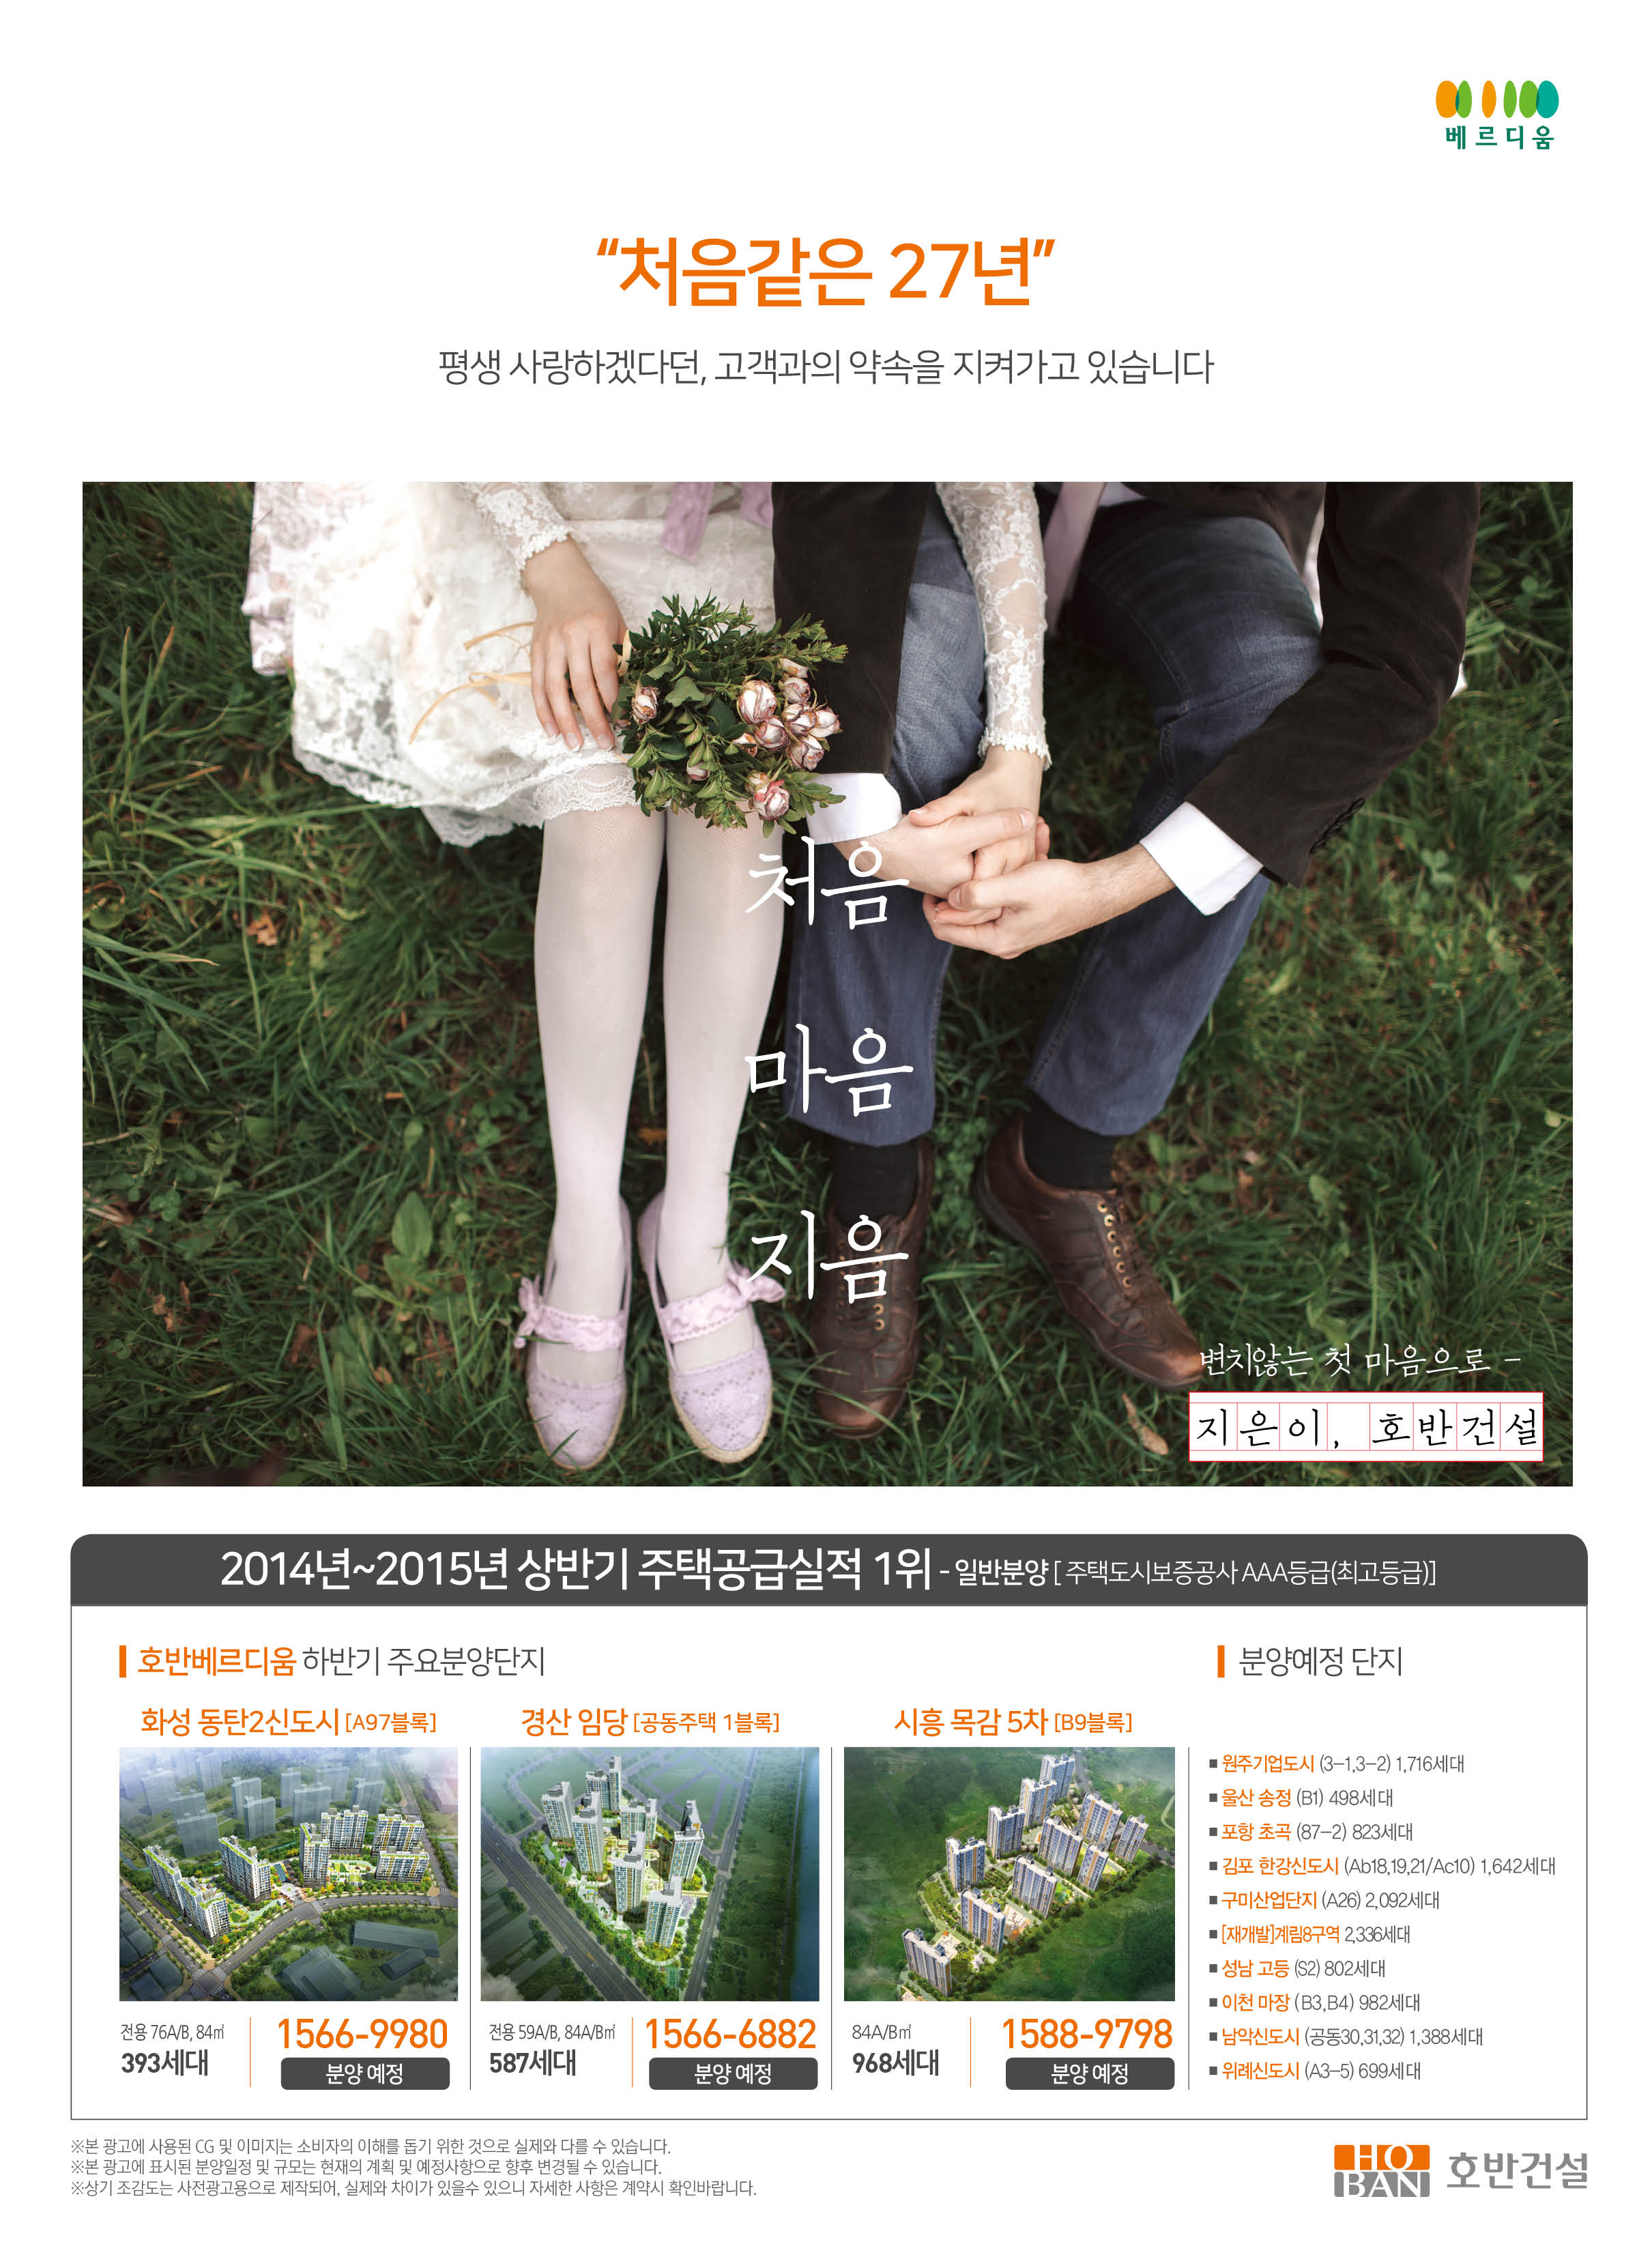 베르디움
“처음같은 27년”
평생 사랑하겠다던, 고객과의 약속을 지켜가고 있습니다
처음
마음
지음
변치않는 첫 마음으로 -
지은이, 호반건설
2014년~2015년 상반기 주택공급실적 1위 - 일반분양 [ 주택도시보증공사 AAA등급(최고등급)]
호반베르디움 하반기 주요분양단지
화성 동탄2신도시 [A97블록]
전용 76A/B, 84㎡
393세대
1566-9980
분양 예정
경산 임당 [공동주택 1블록]
전용 59A/B, 84A/B㎡
587세대
1566-6882
분양 예정
시흥 목감 5차 [B9블록]
84A/B㎡
968세대
1588-9798
분양 예정
분양예정 단지
■ 원주기업도시 (3-1,3-2) 1,716세대
■ 울산 송정 (B1) 498세대
■ 포항 초곡 (87-2) 823세대
■ 김포 한강신도시 (Ab18,19,21/Ac10) 1,642세대
■ 구미산업단지 (A26) 2,092세대
■ [재개발]계림8구역 2,336세대
■ 성남 고등 (S2) 802세대
■ 이천 마장 (B3,B4) 982세대
■ 남악신도시 (공동30,31,32) 1,388세대
■ 위례신도시 (A3-5) 699세대
※본 광고에 사용된 CG 및 이미지는 소비자의 이해를 돕기 위한 것으로 실제와 다를 수 있습니다.
※본 광고에 표시된 분양일정 및 규모는 현재의 계획 및 예정사항으로 향후 변경될 수 있습니다.
※상기 조감도는 사전광고용으로 제작되어, 실제와 차이가 있을수 있으니 자세한 사항은 계약시 확인바랍니다.
HO
BAN
호반건설